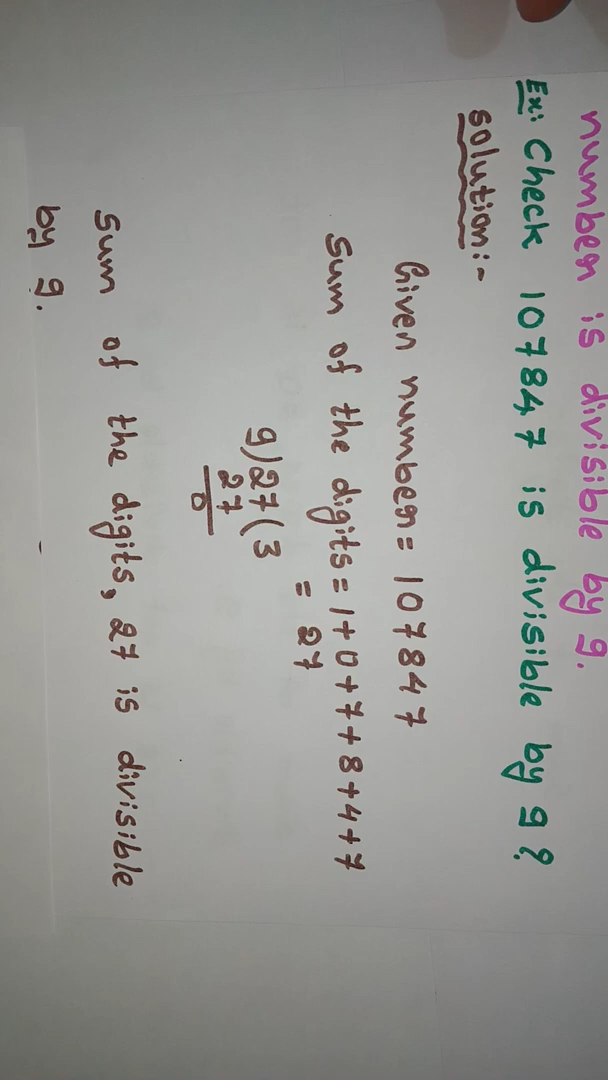 number is divisible by 9.
Ex: Check 107847 is divisible by 9?
Solution:-
Given number = 107847
Sum of the digits = 1+0+7+8+4+7
= 27
9)27(3
27
0
Sum of the digits, 27 is divisible
by 9.